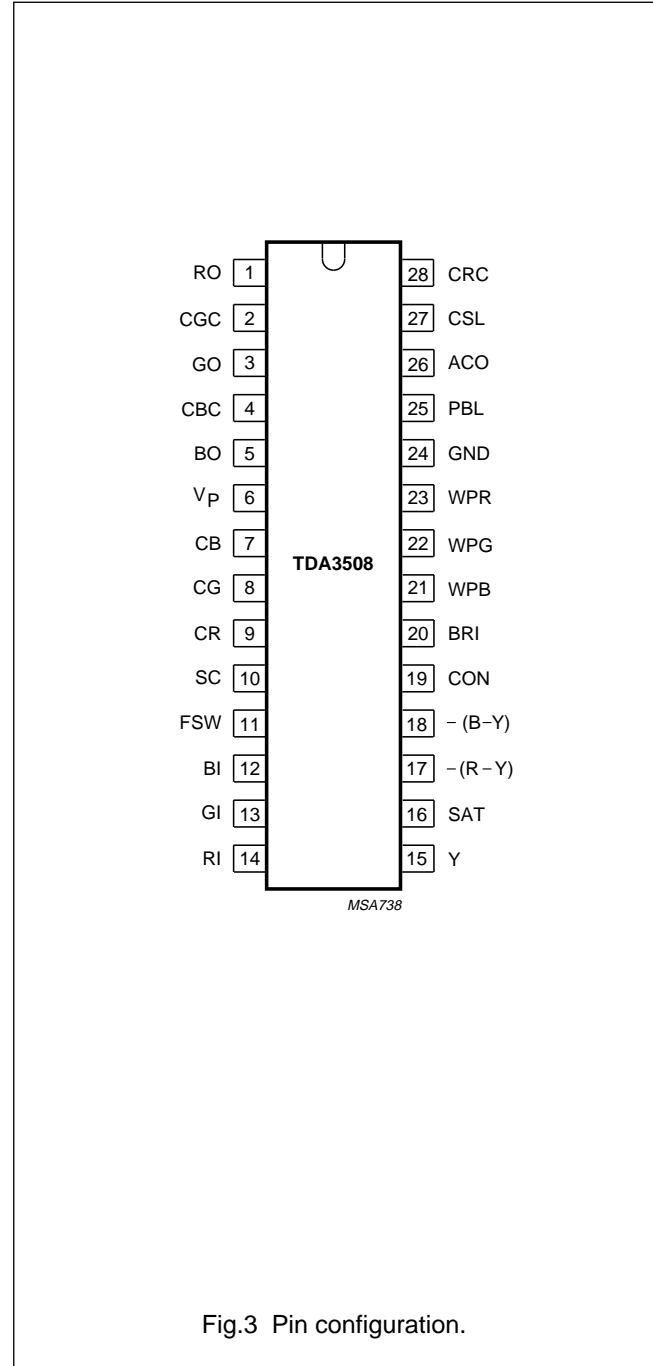 RO 1 28 CRC
CGC 2 27 CSL
GO 3 26 ACO
CBC 4 25 PBL
BO 5 24 GND
VP 6 23 WPR
CB 7 22 WPG
TDA3508
CG 8 21 WPB
CR 9 20 BRI
SC 10 19 CON
FSW 11 18 −(B−Y)
BI 12 17 −(R−Y)
GI 13 16 SAT
RI 14 15 Y
MSA738
Fig.3 Pin configuration.